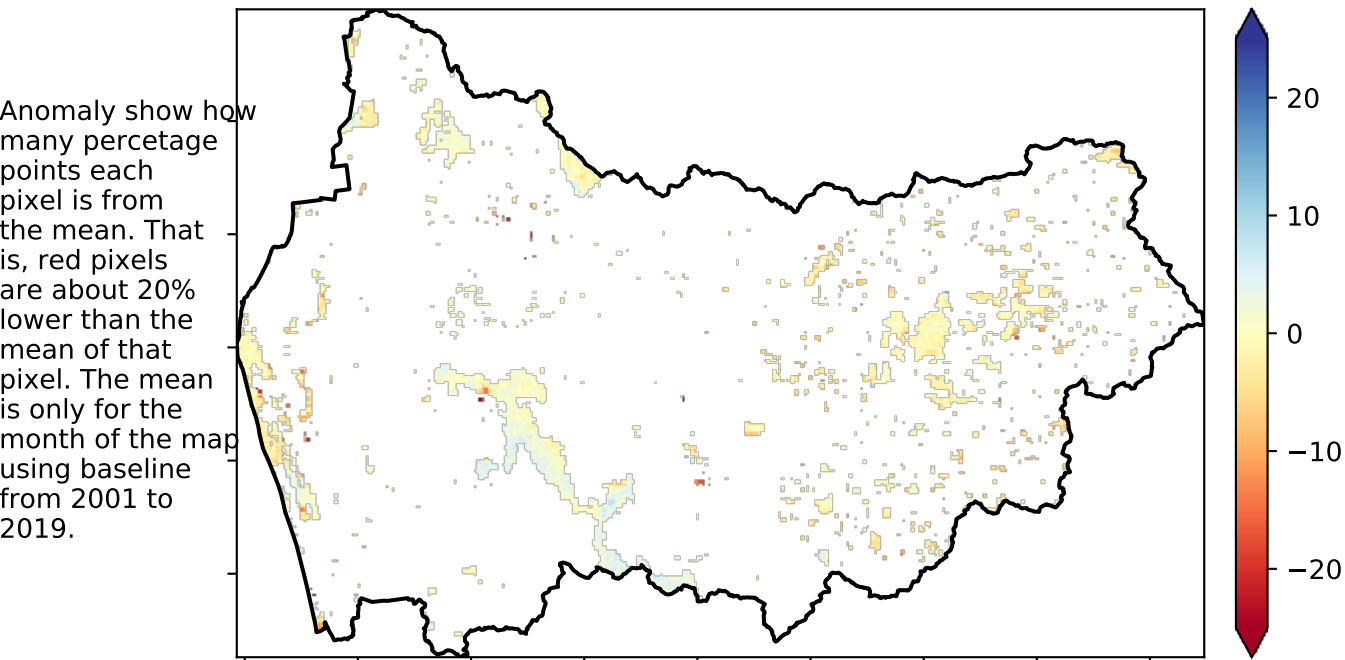 Anomaly show how
many percetage
points each
pixel is from
the mean. That
is, red pixels
are about 20%
lower than the
mean of that
pixel. The mean
is only for the
month of the map
using baseline
from 2001 to
2019.
20
10
0
−10
−20